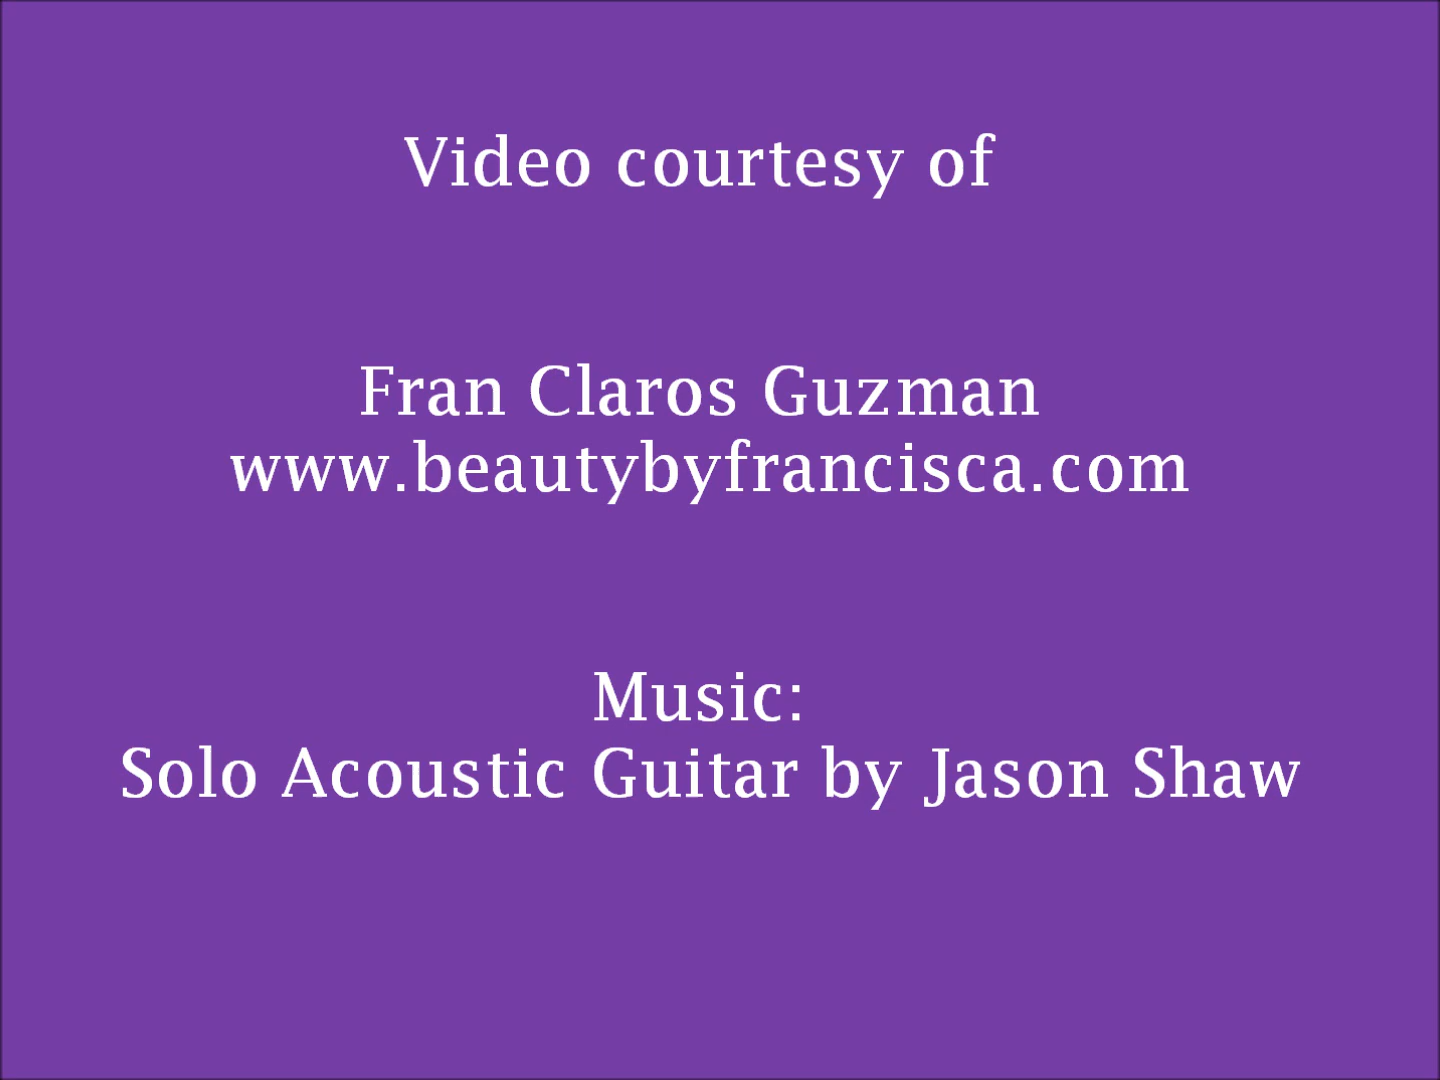 Video courtesy of
Fran Claros Guzman
www.beautybyfrancisca.com
Music:
Solo Acoustic Guitar by Jason Shaw